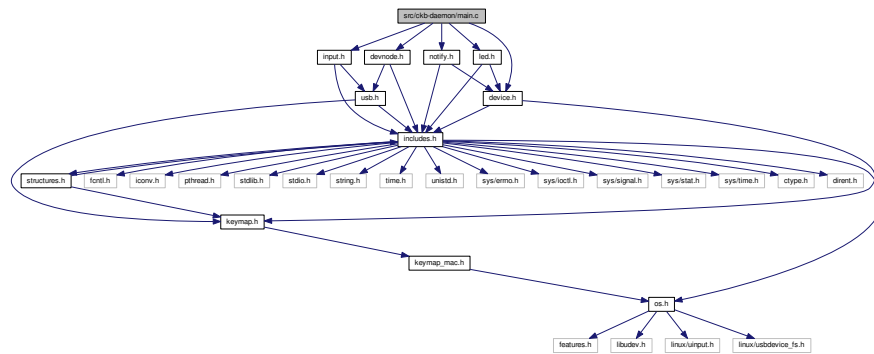 src/ckb-daemon/main.c
input.h
devnode.h
notify.h
led.h
usb.h
device.h
includes.h
structures.h
fcntl.h
iconv.h
pthread.h
stdlib.h
stdio.h
string.h
time.h
unistd.h
sys/errno.h
sys/ioctl.h
sys/signal.h
sys/stat.h
sys/time.h
ctype.h
dirent.h
keymap.h
keymap_mac.h
os.h
features.h
libudev.h
linux/uinput.h
linux/usbdevice_fs.h